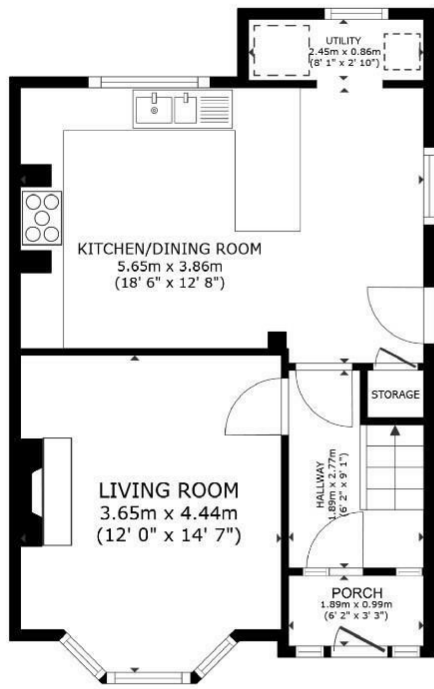 UTILITY
2.45m x 0.86m
(8' 1" x 2' 10")
KITCHEN/DINING ROOM
5.65m x 3.86m
(18' 6" x 12' 8")
STORAGE
HALLWAY
1.89m x 2.77m
(6' 2" x 9' 1")
LIVING ROOM
3.65m x 4.44m
(12' 0" x 14' 7")
PORCH
1.89m x 0.99m
(6' 2" x 3' 3")